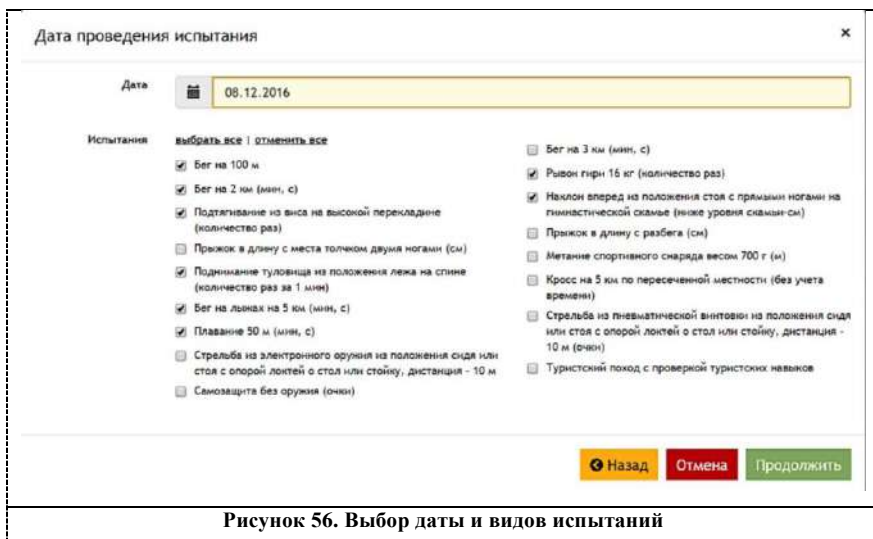 Дата проведения испытания ×
Дата 08.12.2016
Испытания
выбрать все | отменить все
Бег на 100 м
Бег на 2 км (мин, с)
Подтягивание из виса на высокой перекладине
(количество раз)
Прыжок в длину с места толчком двумя ногами (см)
Поднимание туловища из положения лежа на спине
(количество раз за 1 мин)
Бег на лыжах на 5 км (мин, с)
Плавание 50 м (мин, с)
Стрельба из электронного оружия из положения сидя или
стоя с опорой локтей о стол или стойку, дистанция - 10 м
Самозащита без оружия (очки)
Бег на 3 км (мин, с)
Рывок гири 16 кг (количество раз)
Наклон вперед из положения стоя с прямыми ногами на
гимнастической скамье (ниже уровня скамьи-см)
Прыжок в длину с разбега (см)
Метание спортивного снаряда весом 700 г (м)
Кросс на 5 км по пересеченной местности (без учета
времени)
Стрельба из пневматической винтовки из положения сидя
или стоя с опорой локтей о стол или стойку, дистанция -
10 м (очки)
Туристский поход с проверкой туристских навыков
Назад Отмена Продолжить
Рисунок 56. Выбор даты и видов испытаний